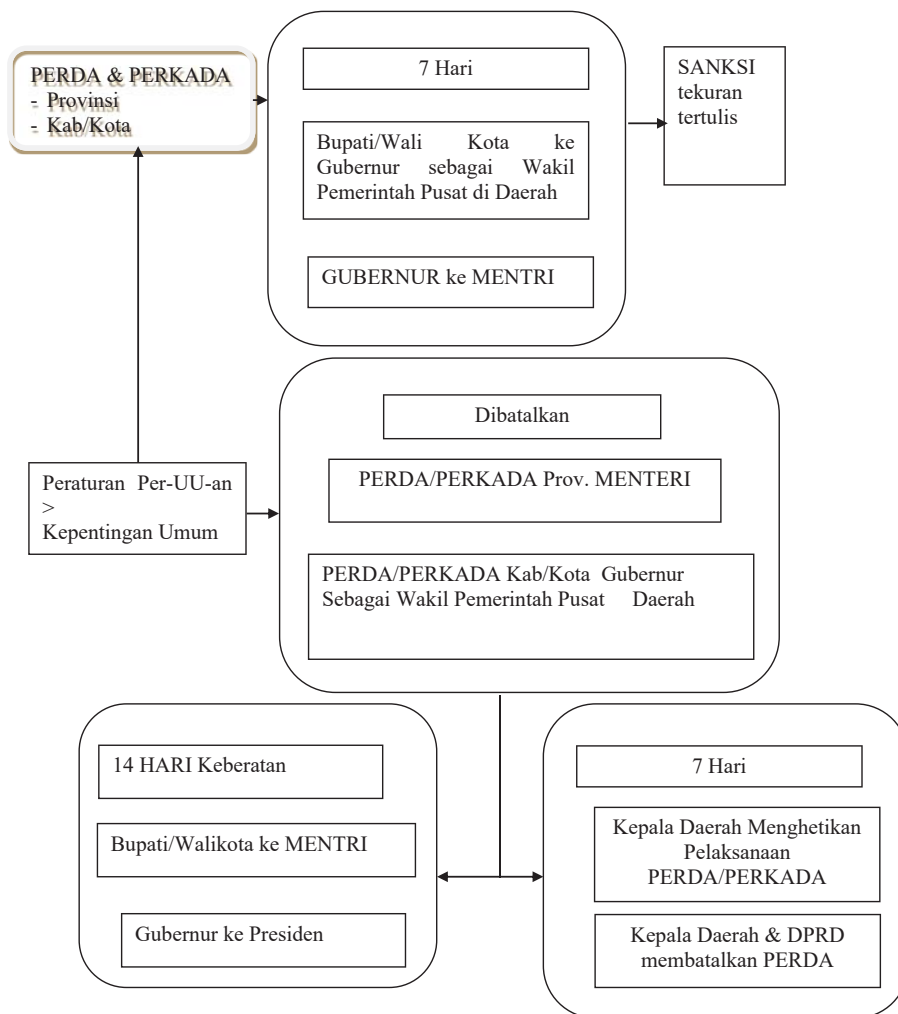 PERDA & PERKADA
- Provinsi
- Kab/Kota
7 Hari
Bupati/Wali Kota ke
Gubernur sebagai Wakil
Pemerintah Pusat di Daerah
GUBERNUR ke MENTRI
SANKSI
tekuran
tertulis
Peraturan Per-UU-an
>
Kepentingan Umum
Dibatalkan
PERDA/PERKADA Prov. MENTERI
PERDA/PERKADA Kab/Kota Gubernur
Sebagai Wakil Pemerintah Pusat Daerah
14 HARI Keberatan
Bupati/Walikota ke MENTRI
Gubernur ke Presiden
7 Hari
Kepala Daerah Menghetikan
Pelaksanaan
PERDA/PERKADA
Kepala Daerah & DPRD
membatalkan PERDA